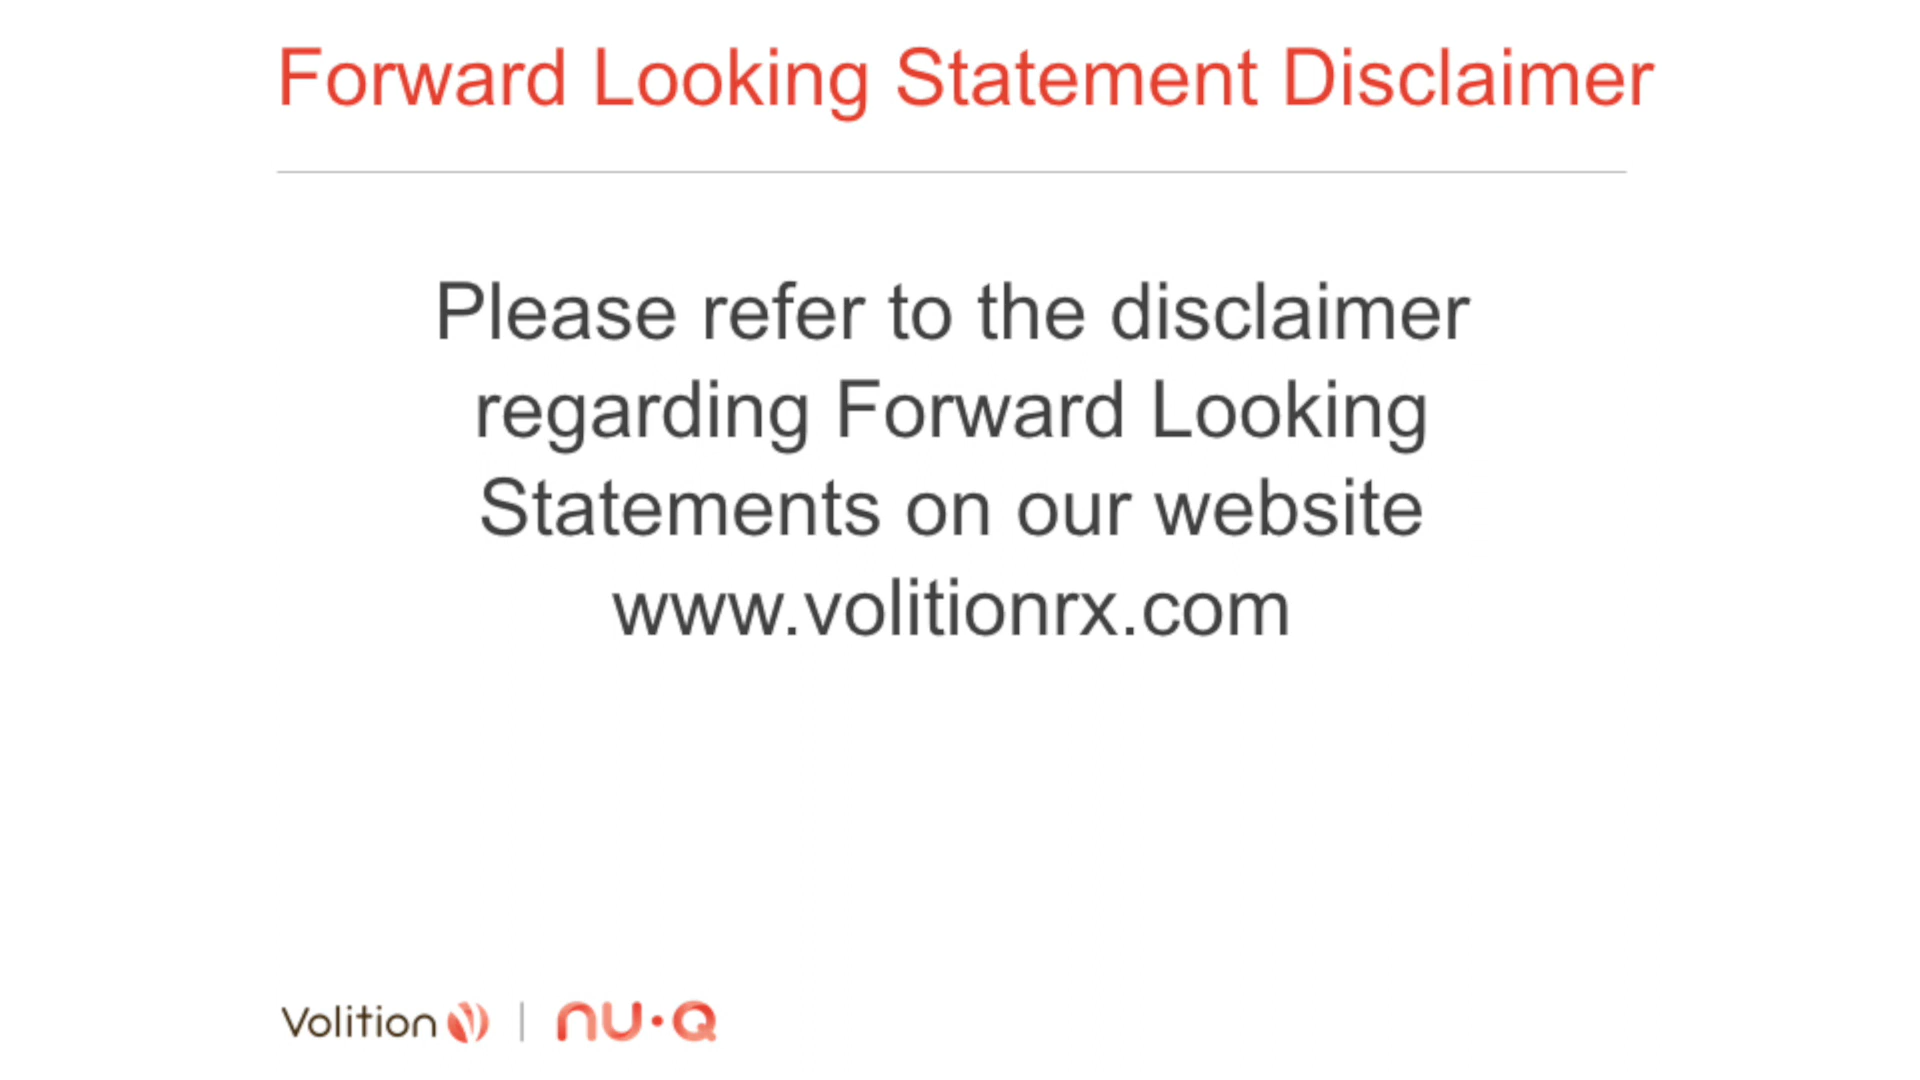 Forward Looking Statement Disclaimer
Please refer to the disclaimer
regarding Forward Looking
Statements on our website
www.volitionrx.com
Volition | nu·Q